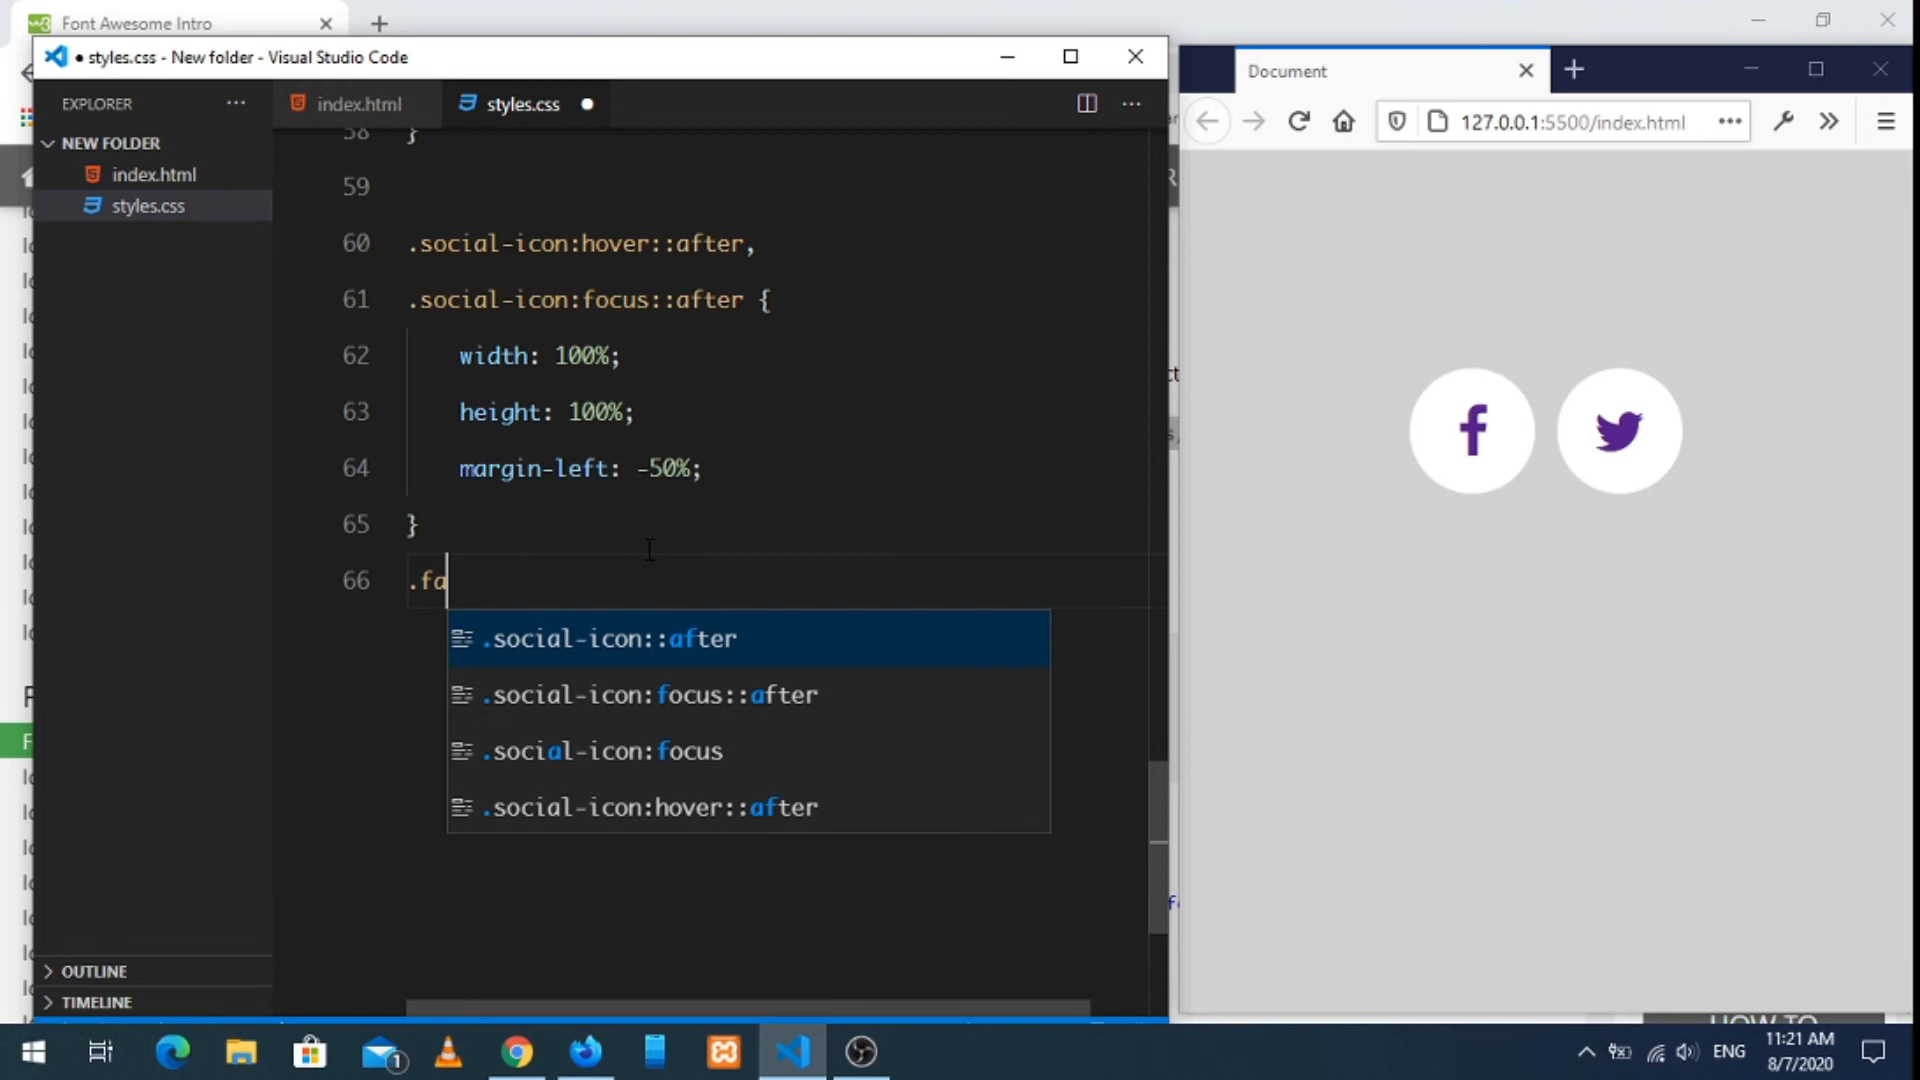 Font Awesome Intro
styles.css - New folder - Visual Studio Code
Document
EXPLORER
index.html
styles.css
127.0.0.1:5500/index.html
NEW FOLDER
index.html
styles.css
58 }
59
60 .social-icon:hover::after,
61 .social-icon:focus::after {
62 width: 100%;
63 height: 100%;
64 margin-left: -50%;
65 }
66 .fa
.social-icon::after
.social-icon:focus::after
.social-icon:focus
.social-icon:hover::after
OUTLINE
TIMELINE
1
ENG
11:21 AM
8/7/2020